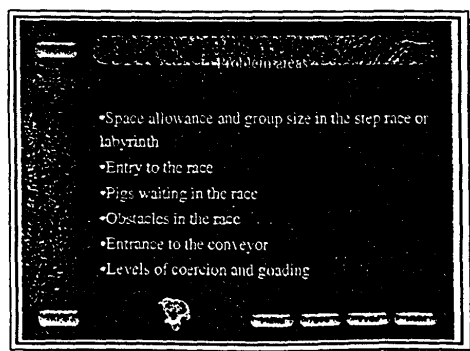 Problem areas
•Space allowance and group size in the step race or
labyrinth
•Entry to the race
•Pigs waiting in the race
•Obstacles in the race
•Entrance to the conveyor
•Levels of coercion and goading